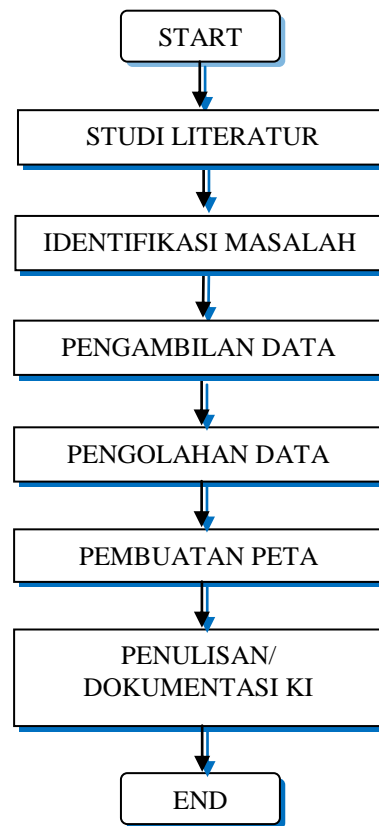 START
STUDI LITERATUR
IDENTIFIKASI MASALAH
PENGAMBILAN DATA
PENGOLAHAN DATA
PEMBUATAN PETA
PENULISAN/
DOKUMENTASI KI
END